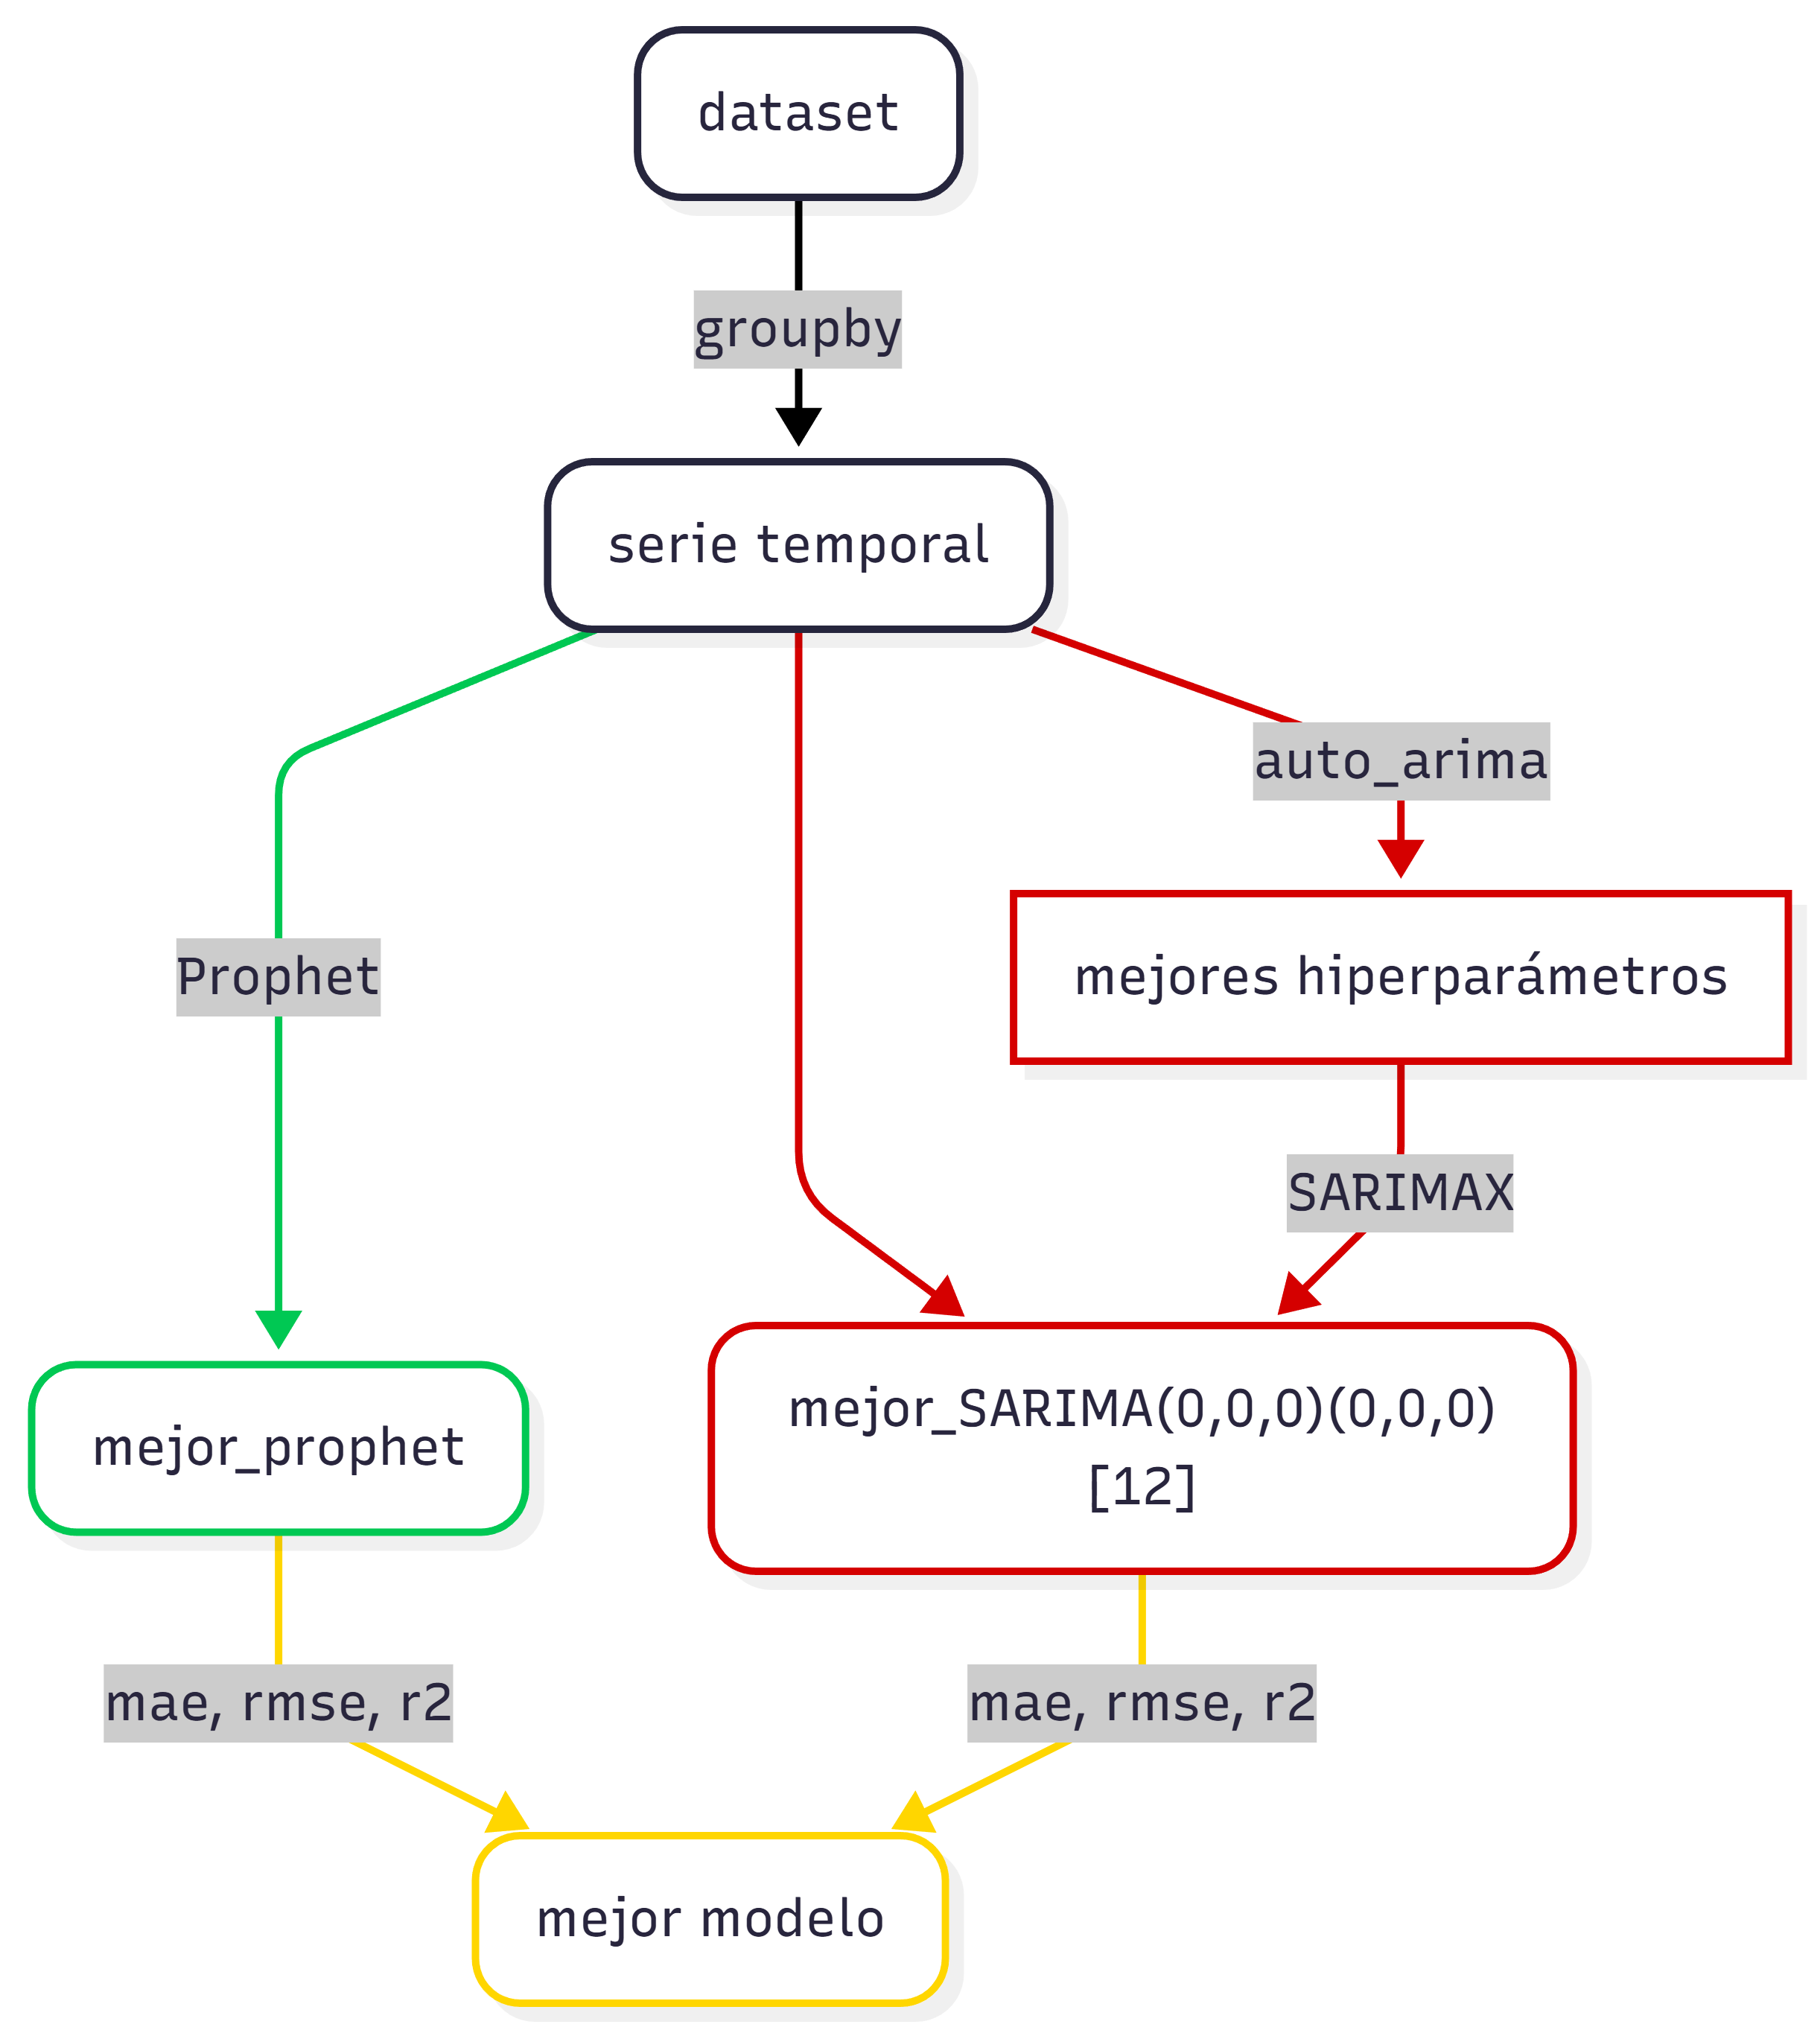 dataset
groupby
serie temporal
auto_arima
Prophet
mejores hiperparámetros
SARIMAX
mejor_prophet
mejor_SARIMA(0,0,0)(0,0,0)
[12]
mae, rmse, r2
mae, rmse, r2
mejor modelo